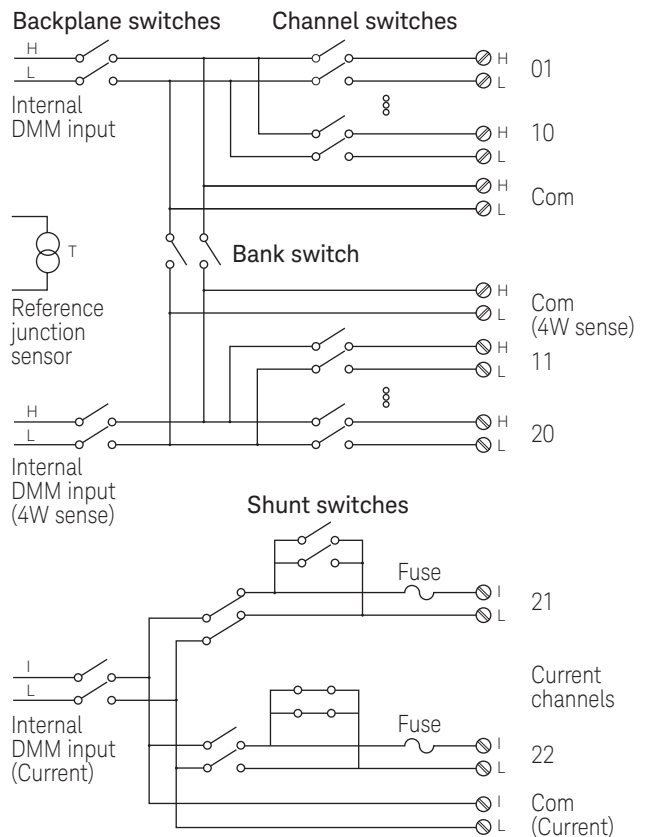 Backplane switches
Channel switches
H
L
Internal
DMM input
H
L
01
H
L
10
H
L
Com
T
Reference
junction
sensor
Bank switch
H
L
Com
(4W sense)
H
L
11
H
L
20
H
L
Internal
DMM input
(4W sense)
Shunt switches
Fuse
I
L
21
I
L
Internal
DMM input
(Current)
Current
channels
Fuse
I
L
22
I
L
Com
(Current)